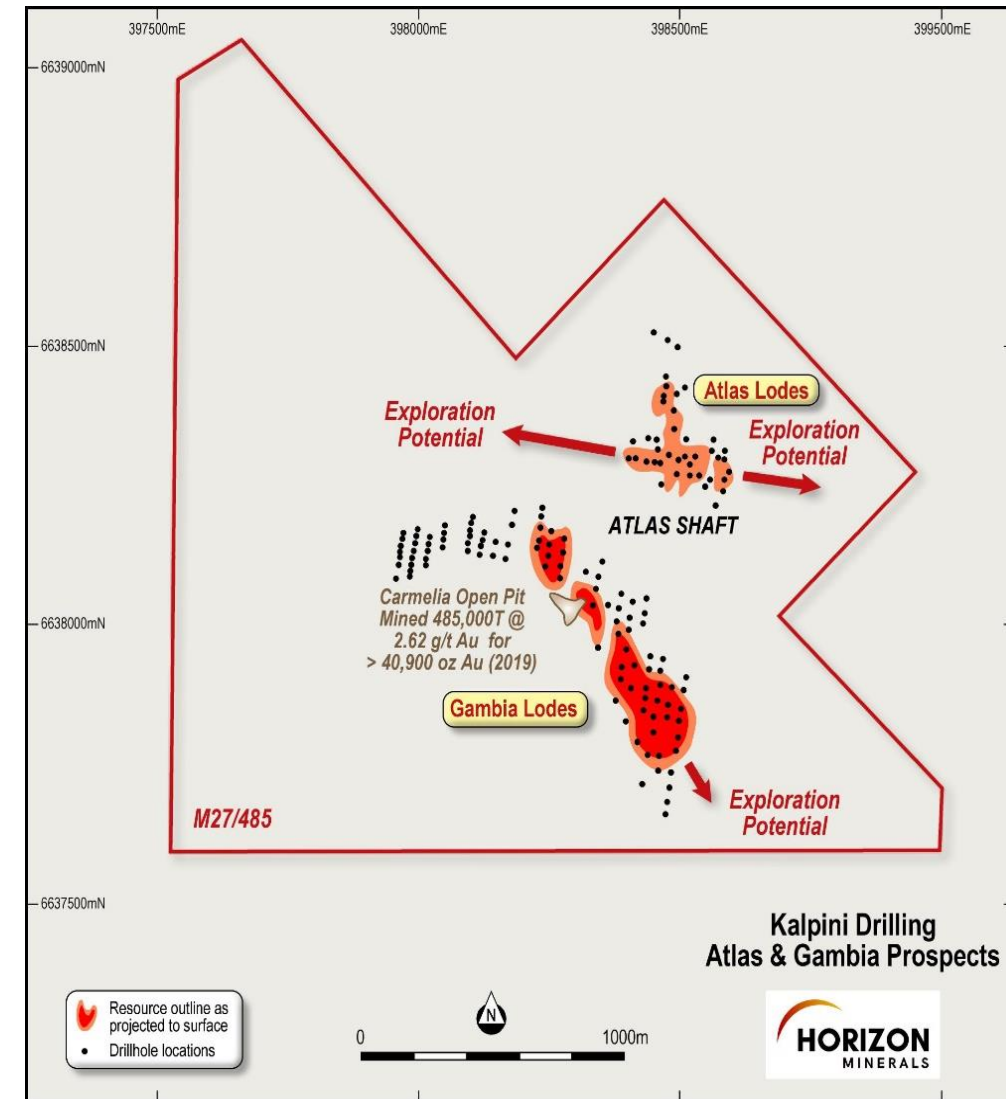 397500mE
398000mE
398500mE
399500mE
6639000mN
6638500mN
Atlas Lodes
Exploration
Potential
Exploration
Potential
ATLAS SHAFT
Carmelia Open Pit
Mined 485,000T @
2.62 g/t Au for
> 40,900 oz Au (2019)
6638000mN
Gambia Lodes
Exploration
Potential
M27/485
6637500mN
Kalpini Drilling
Atlas & Gambia Prospects
Resource outline as
projected to surface
Drillhole locations
N
0
1000m
HORIZON
MINERALS